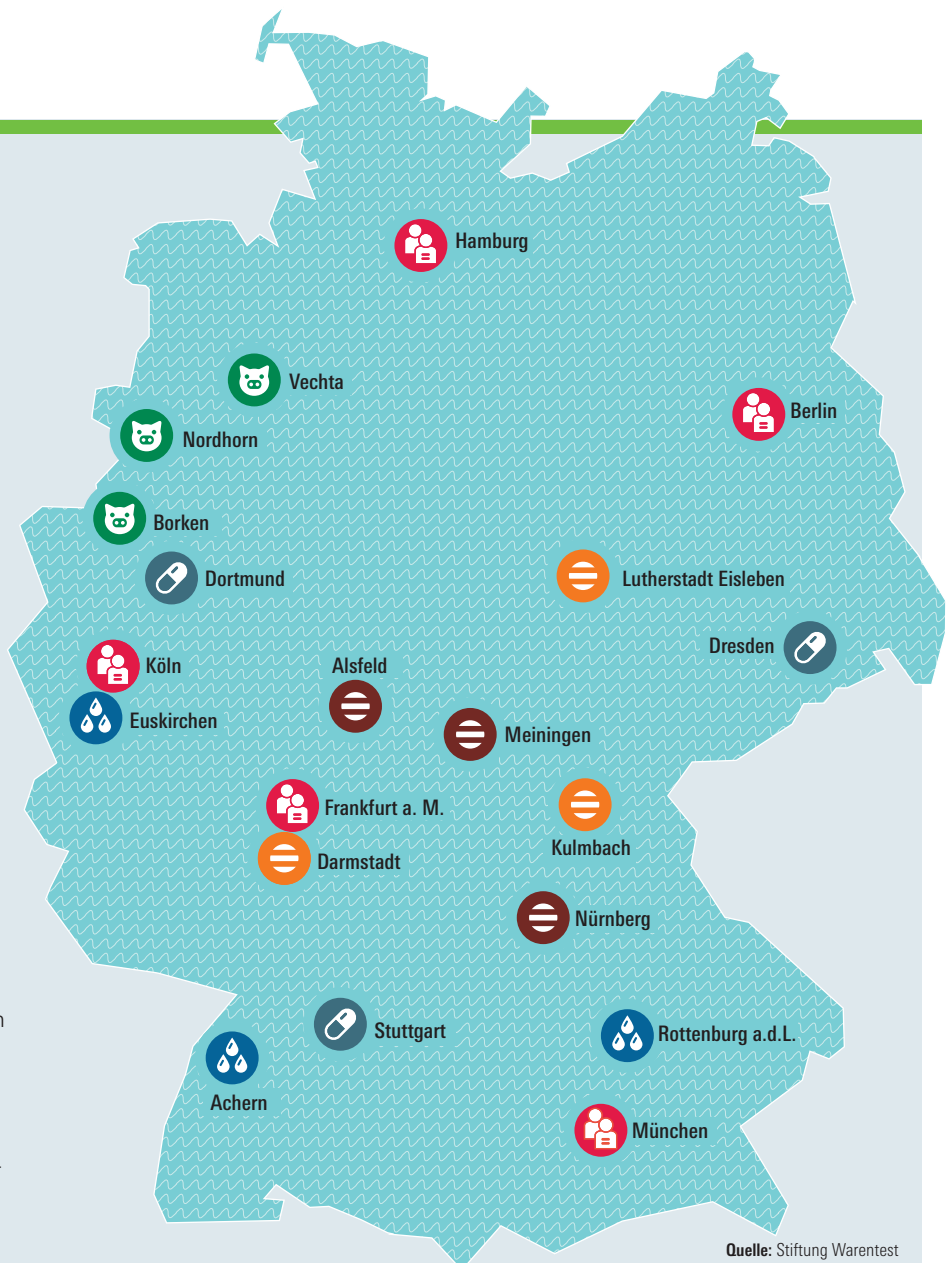 Hamburg
Vechta
Berlin
Nordhorn
Borken
Dortmund
Lutherstadt Eisleben
Dresden
Köln
Alsfeld
Euskirchen
Meiningen
Frankfurt a. M.
Kulmbach
Darmstadt
Nürnberg
Stuttgart
Rottenburg a.d.L.
Achern
München
Quelle: Stiftung Warentest